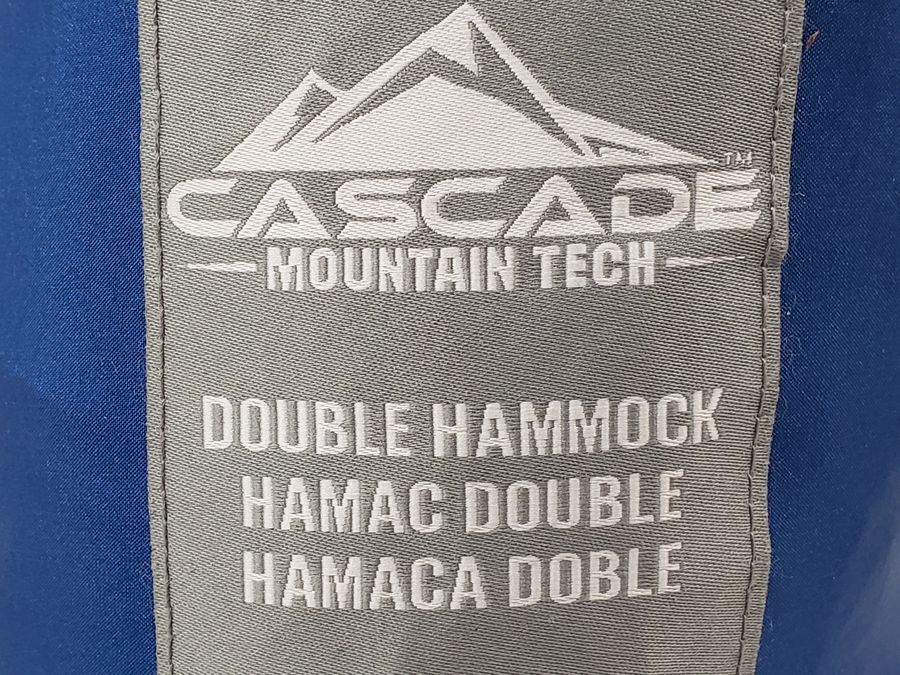 CASCADE™
MOUNTAIN TECH
DOUBLE HAMMOCK
HAMAC DOUBLE
HAMACA DOBLE